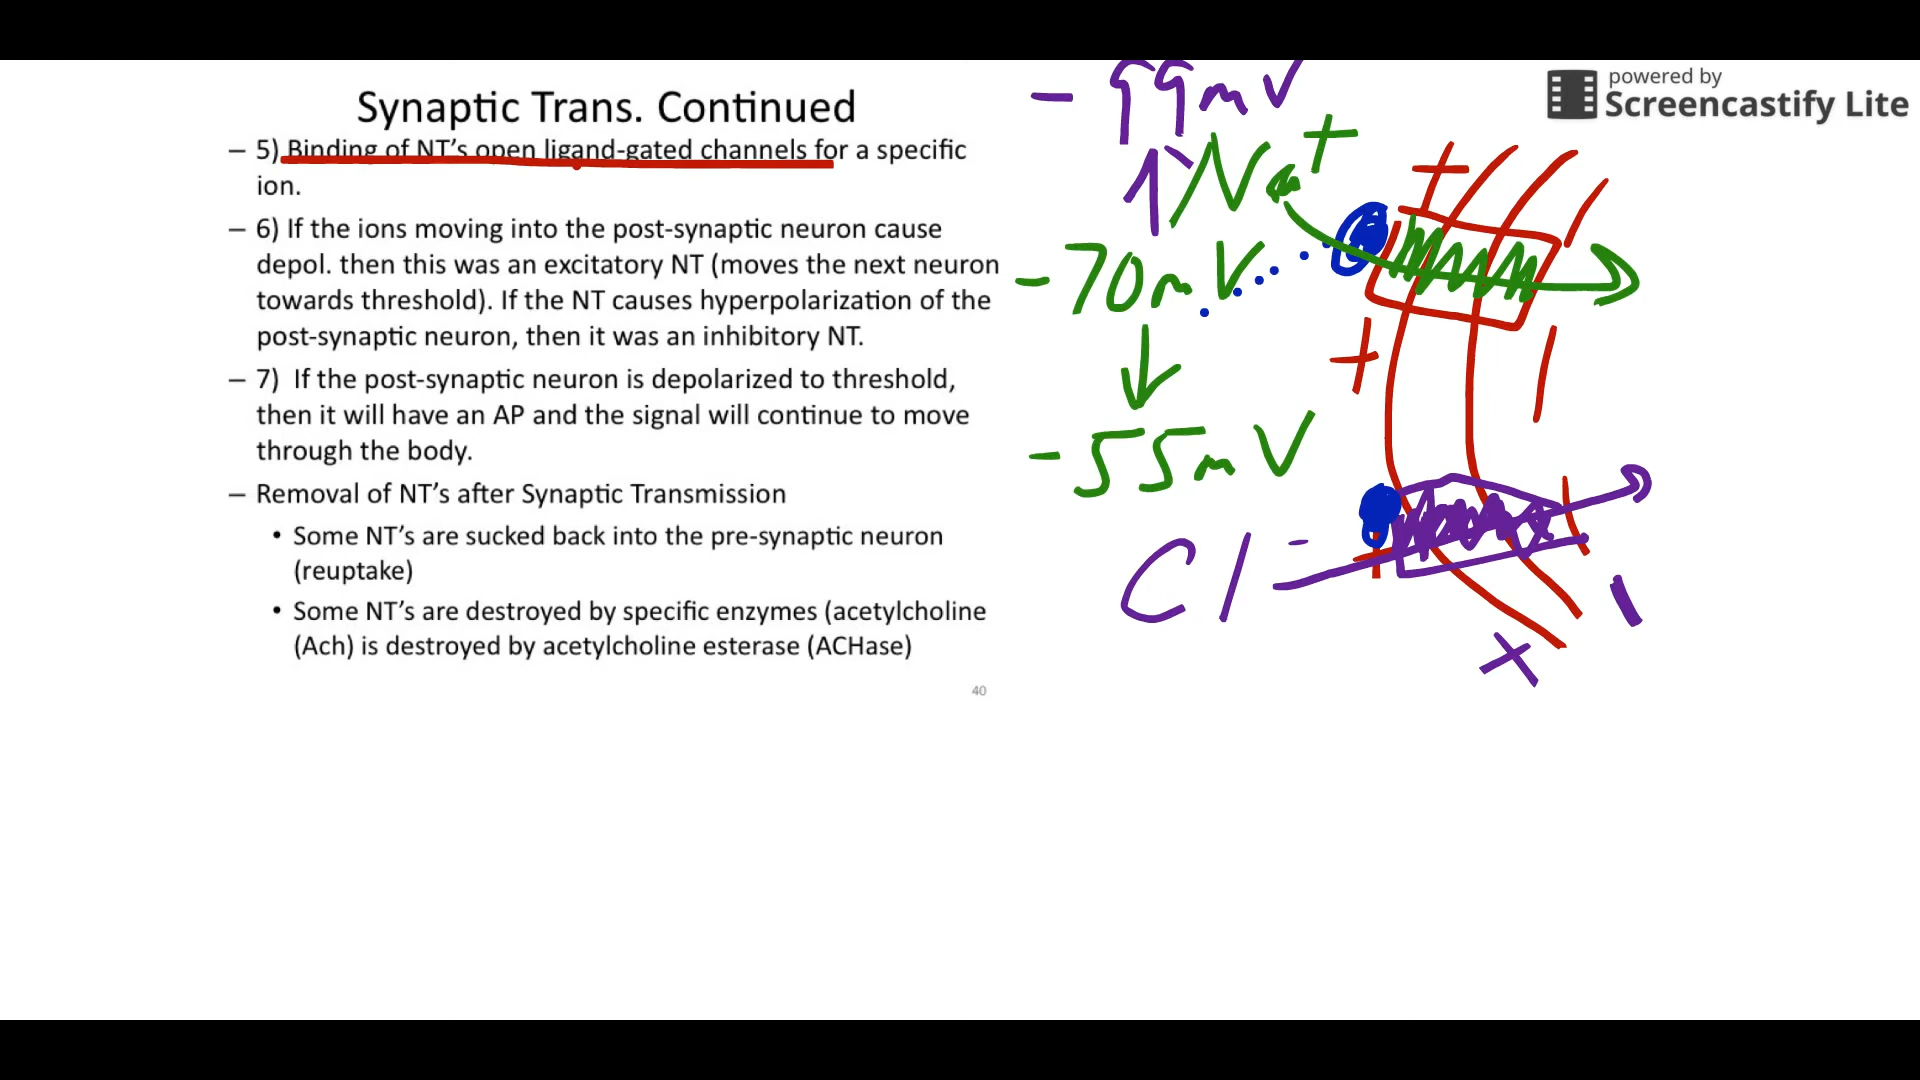 Synaptic Trans. Continued
– 5) Binding of NT’s open ligand-gated channels for a specific
ion.
– 6) If the ions moving into the post-synaptic neuron cause
depol. then this was an excitatory NT (moves the next neuron
towards threshold). If the NT causes hyperpolarization of the
post-synaptic neuron, then it was an inhibitory NT.
– 7) If the post-synaptic neuron is depolarized to threshold,
then it will have an AP and the signal will continue to move
through the body.
– Removal of NT’s after Synaptic Transmission
• Some NT’s are sucked back into the pre-synaptic neuron
(reuptake)
• Some NT’s are destroyed by specific enzymes (acetylcholine
(Ach) is destroyed by acetylcholine esterase (ACHase)
40
-99mV
Na+
-70mV
-55mV
Cl-
powered by
Screencastify Lite